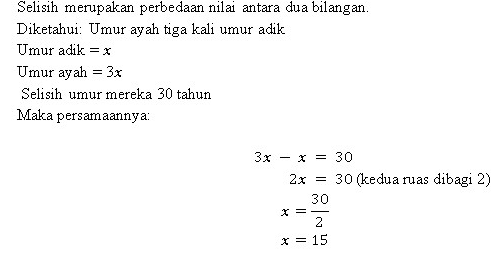 Selisih merupakan perbedaan nilai antara dua bilangan.
Diketahui: Umur ayah tiga kali umur adik
Umur adik = x
Umur ayah = 3x
Selisih umur mereka 30 tahun
Maka persamaannya:
3x − x = 30
2x = 30 (kedua ruas dibagi 2)
x = 30/2
x = 15